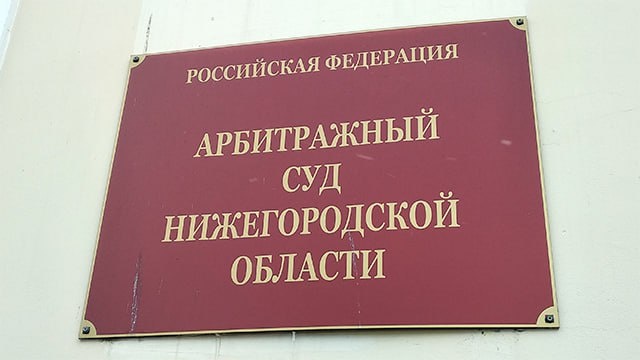 РОССИЙСКАЯ ФЕДЕРАЦИЯ
АРБИТРАЖНЫЙ
СУД
НИЖЕГОРОДСКОЙ
ОБЛАСТИ